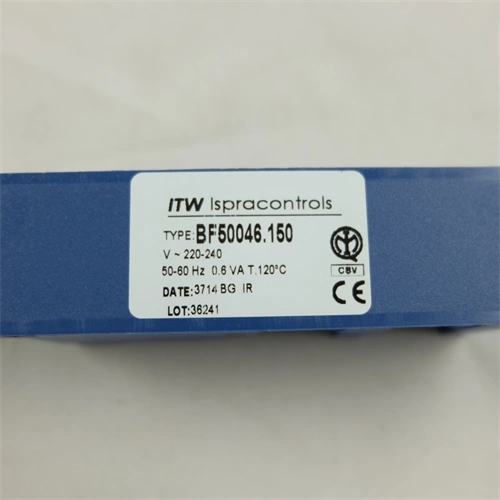 ITW Ispracontrols
TYPE: BF50046.150
V ~ 220-240
50-60 Hz 0.6 VA T.120°C
CBV
DATE: 3714 BG IR
CE
LOT: 36241